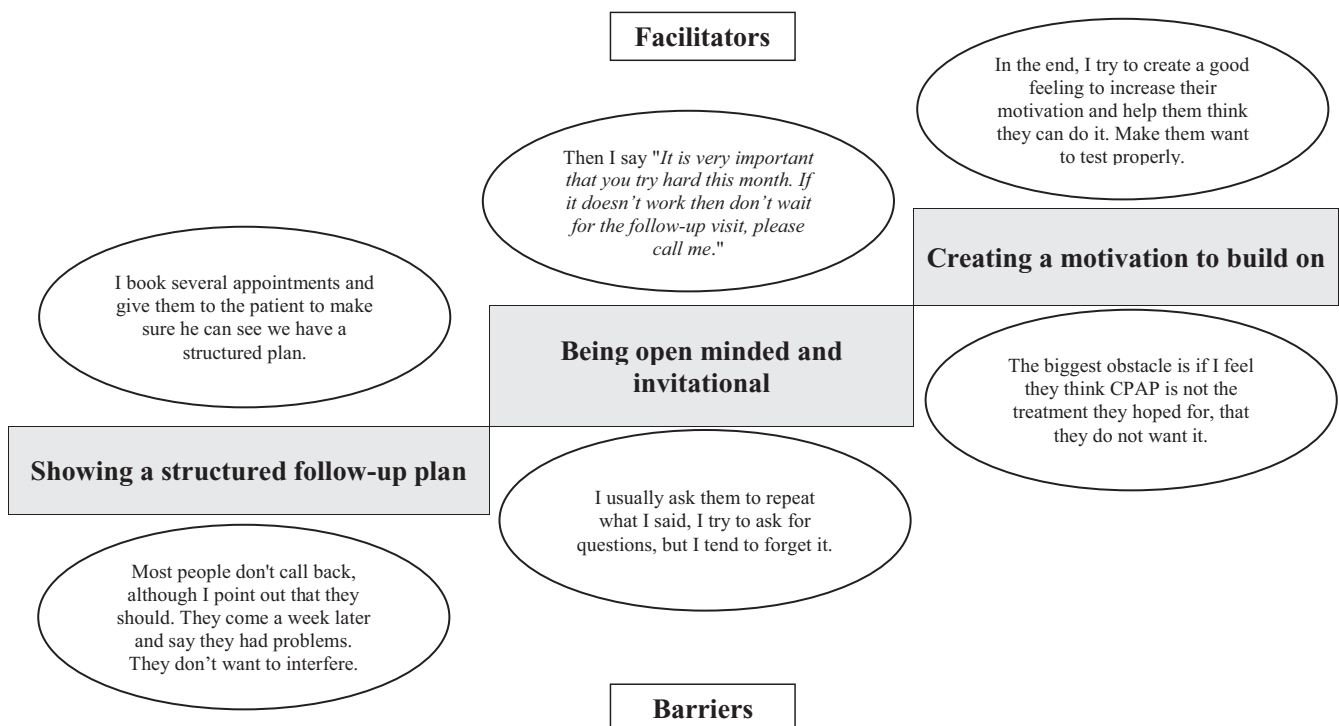 Facilitators
In the end, I try to create a good
feeling to increase their
motivation and help them think
they can do it. Make them want
to test properly.
Then I say "It is very important
that you try hard this month. If
it doesn’t work then don’t wait
for the follow-up visit, please
call me."
Creating a motivation to build on
I book several appointments and
give them to the patient to make
sure he can see we have a
structured plan.
Being open minded and
invitational
The biggest obstacle is if I feel
they think CPAP is not the
treatment they hoped for, that
they do not want it.
Showing a structured follow-up plan
I usually ask them to repeat
what I said, I try to ask for
questions, but I tend to forget it.
Most people don't call back,
although I point out that they
should. They come a week later
and say they had problems.
They don’t want to interfere.
Barriers